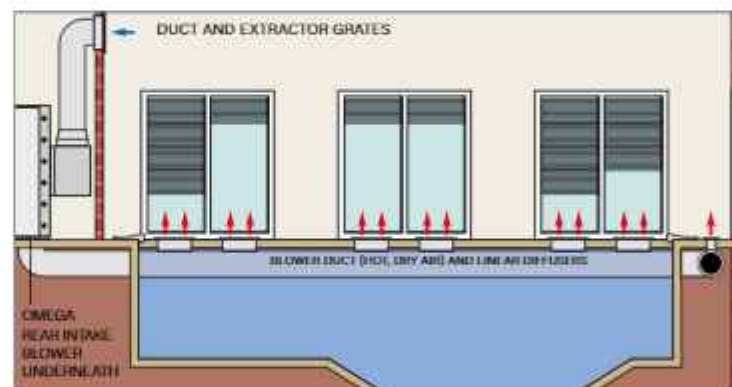 DUCT AND EXTRACTOR GRATES
BLOWER DUCT (HOT, DRY AIR) AND LINEAR DIFFUSERS
OMEGA
REAR INTAKE
BLOWER
UNDERNEATH